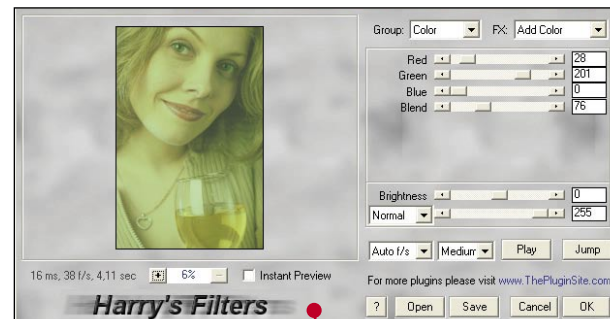 Group: Color FX: Add Color
Red 28
Green 201
Blue 0
Blend 76
Brightness 0
Normal 255
Auto f/s Medium Play Jump
16 ms, 38 f/s, 4,11 sec + 6% - Instant Preview
For more plugins please visit www.ThePluginSite.com
Harry's Filters
? Open Save Cancel OK